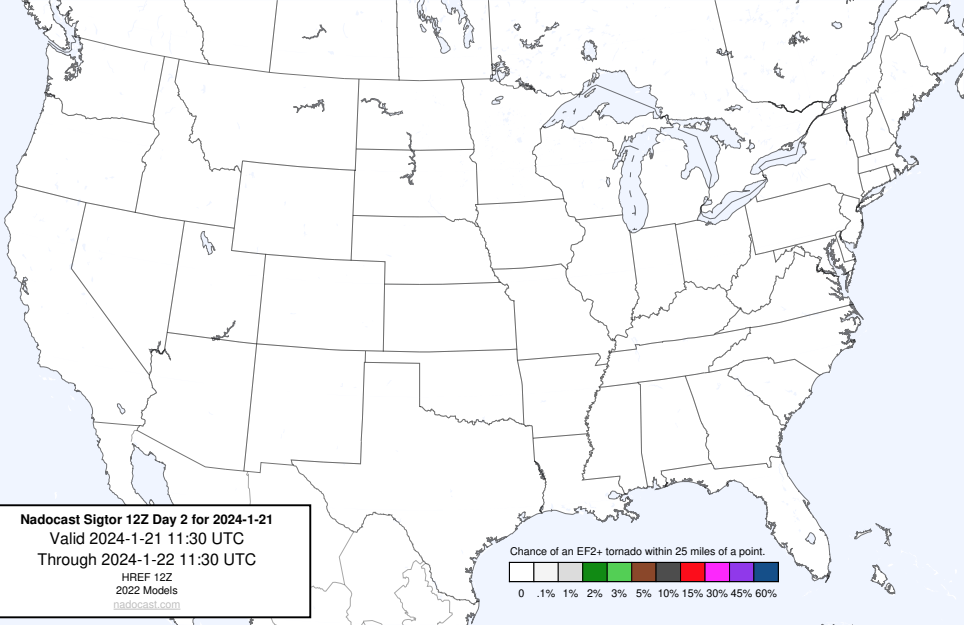 Nadocast Sigtor 12Z Day 2 for 2024-1-21
Valid 2024-1-21 11:30 UTC
Through 2024-1-22 11:30 UTC
HREF 12Z
2022 Models
nadocast.com
Chance of an EF2+ tornado within 25 miles of a point.
0 .1% 1% 2% 3% 5% 10% 15% 30% 45% 60%